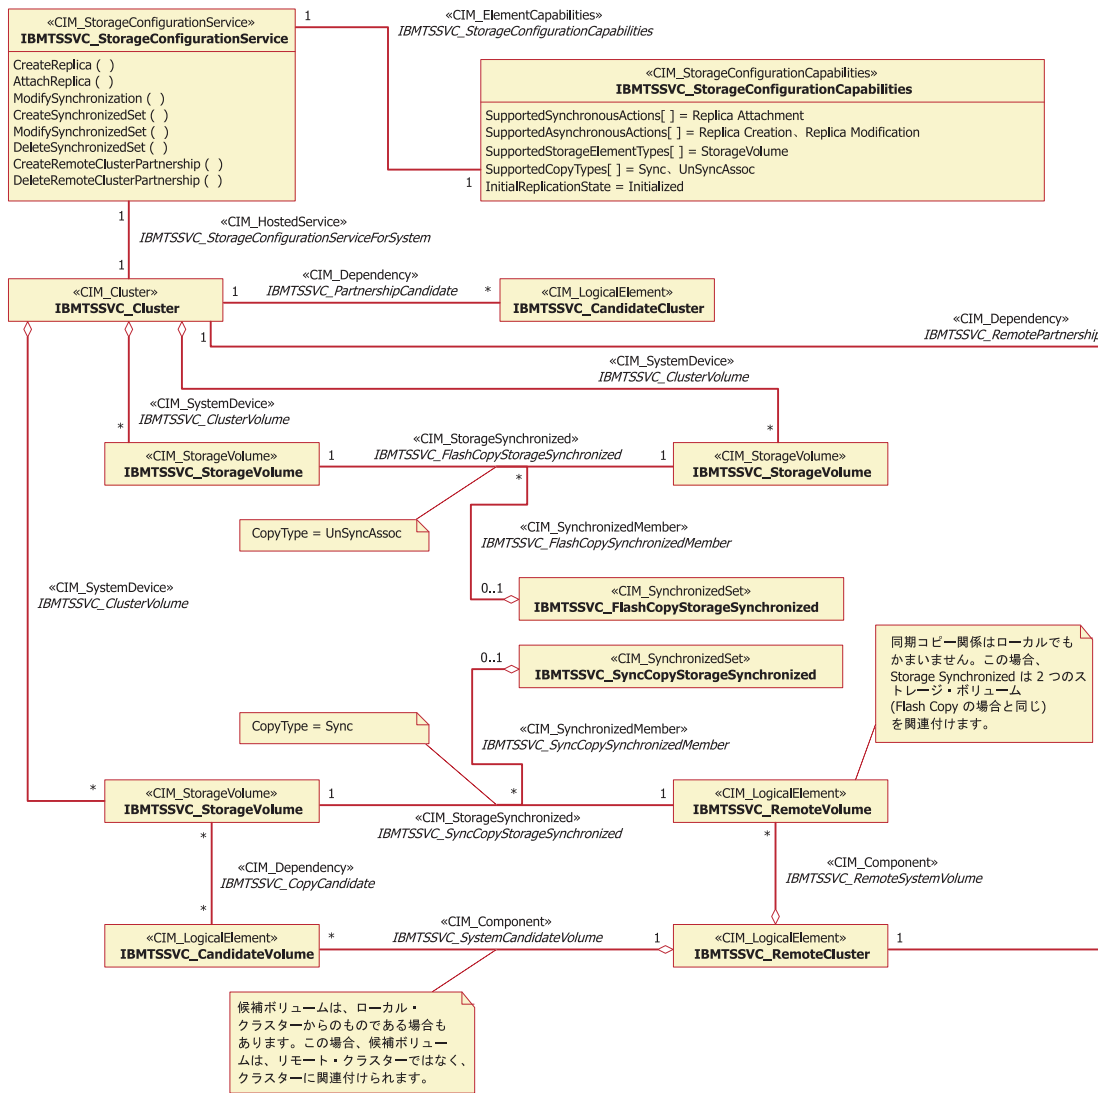 «CIM_StorageConfigurationService»
IBMTSSVC_StorageConfigurationService
CreateReplica ( )
AttachReplica ( )
ModifySynchronization ( )
CreateSynchronizedSet ( )
ModifySynchronizedSet ( )
DeleteSynchronizedSet ( )
CreateRemoteClusterPartnership ( )
DeleteRemoteClusterPartnership ( )
1
«CIM_ElementCapabilities»
IBMTSSVC_StorageConfigurationCapabilities
«CIM_StorageConfigurationCapabilities»
IBMTSSVC_StorageConfigurationCapabilities
SupportedSynchronousActions[ ] = Replica Attachment
SupportedAsynchronousActions[ ] = Replica Creation、Replica Modification
SupportedStorageElementTypes[ ] = StorageVolume
SupportedCopyTypes[ ] = Sync、UnSyncAssoc
InitialReplicationState = Initialized
1
1
«CIM_HostedService»
IBMTSSVC_StorageConfigurationServiceForSystem
1
«CIM_Cluster»
IBMTSSVC_Cluster
1
«CIM_Dependency»
IBMTSSVC_PartnershipCandidate
*
«CIM_LogicalElement»
IBMTSSVC_CandidateCluster
1
«CIM_Dependency»
IBMTSSVC_RemotePartnership
«CIM_SystemDevice»
IBMTSSVC_ClusterVolume
«CIM_SystemDevice»
IBMTSSVC_ClusterVolume
*
*
«CIM_StorageVolume»
IBMTSSVC_StorageVolume
1
«CIM_StorageSynchronized»
IBMTSSVC_FlashCopyStorageSynchronized
1
«CIM_StorageVolume»
IBMTSSVC_StorageVolume
*
CopyType = UnSyncAssoc
«CIM_SynchronizedMember»
IBMTSSVC_FlashCopySynchronizedMember
«CIM_SystemDevice»
IBMTSSVC_ClusterVolume
0..1
«CIM_SynchronizedSet»
IBMTSSVC_FlashCopyStorageSynchronized
0..1
«CIM_SynchronizedSet»
IBMTSSVC_SyncCopyStorageSynchronized
同期コピー関係はローカルでも
かまいません。この場合、
Storage Synchronized は 2 つのス
トレージ・ボリューム
(Flash Copy の場合と同じ)
を関連付けます。
CopyType = Sync
«CIM_SynchronizedMember»
IBMTSSVC_SyncCopySynchronizedMember
*
«CIM_StorageVolume»
IBMTSSVC_StorageVolume
1
*
1
«CIM_StorageSynchronized»
IBMTSSVC_SyncCopyStorageSynchronized
«CIM_LogicalElement»
IBMTSSVC_RemoteVolume
*
*
«CIM_Dependency»
IBMTSSVC_CopyCandidate
«CIM_Component»
IBMTSSVC_RemoteSystemVolume
*
«CIM_LogicalElement»
IBMTSSVC_CandidateVolume
*
«CIM_Component»
IBMTSSVC_SystemCandidateVolume
1
«CIM_LogicalElement»
IBMTSSVC_RemoteCluster
1
候補ボリュームは、ローカル・
クラスターからのものである場合も
あります。この場合、候補ボリュー
ムは、リモート・クラスターではなく、
クラスターに関連付けられます。